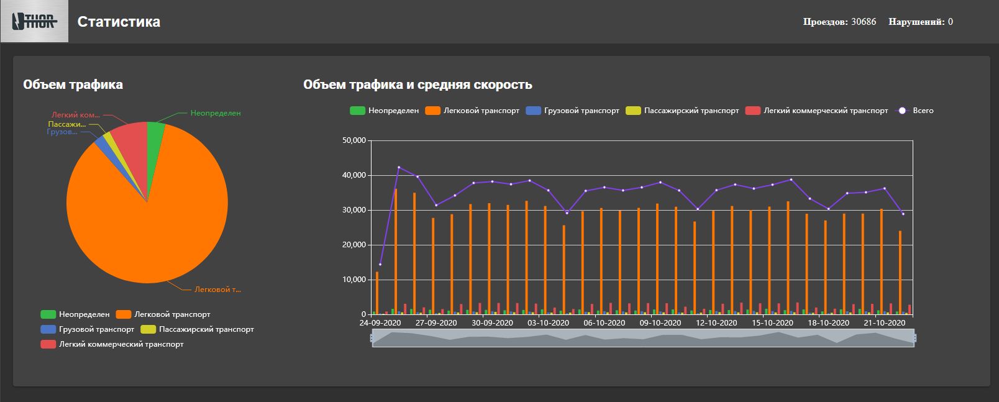 THOR
Статистика
Проездов: 30686 Нарушений: 0
Объем трафика
Легкий ком...
Неопределен
Пассажи...
Грузов...
Легковой т...
Неопределен Легковой транспорт
Грузовой транспорт Пассажирский транспорт
Легкий коммерческий транспорт
Объем трафика и средняя скорость
Неопределен Легковой транспорт Грузовой транспорт Пассажирский транспорт Легкий коммерческий транспорт Всего
50,000
40,000
30,000
20,000
10,000
0
24-09-2020 27-09-2020 30-09-2020 03-10-2020 06-10-2020 09-10-2020 12-10-2020 15-10-2020 18-10-2020 21-10-2020